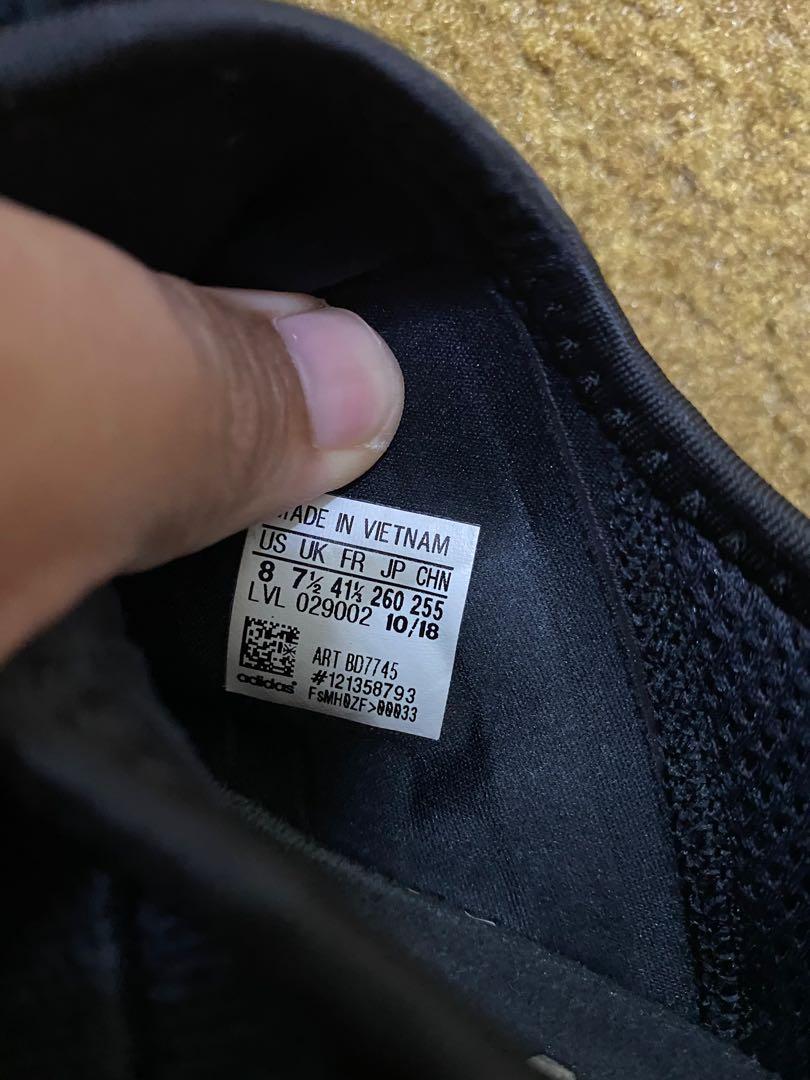 IN VIETNAM
US UK FR JP CHN
8 7½ 41⅓ 260 255
LVL 029002 10/18
ART BD7745
#121358793
adidas FsMH0ZF>00033